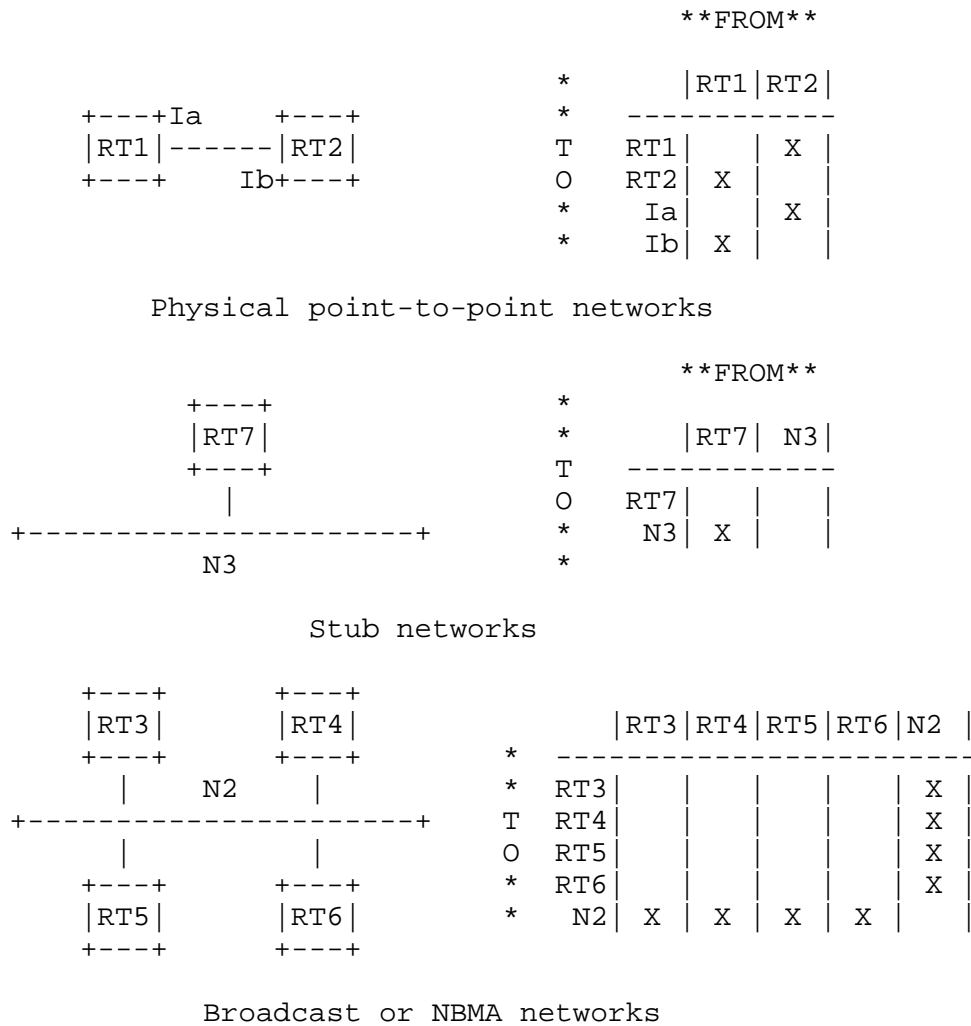 **FROM**

                                       *      |RT1|RT2|
        +---+Ia    +---+               *   ------------
        |RT1|------|RT2|               T   RT1|   | X |
        +---+    Ib+---+               O   RT2| X |   |
                                       *    Ia|   | X |
                                       *    Ib| X |   |

            Physical point-to-point networks

                                                  **FROM**
              +---+                    *
              |RT7|                    *      |RT7| N3|
              +---+                    T   ------------
                |                      O   RT7|   |   |
    +----------------------+           *    N3| X |   |
               N3                      *

                     Stub networks

        +---+      +---+
        |RT3|      |RT4|                  |RT3|RT4|RT5|RT6|N2 |
        +---+      +---+            *  ------------------------
          |    N2    |              *  RT3|   |   |   |   | X |
    +----------------------+        T  RT4|   |   |   |   | X |
          |          |              O  RT5|   |   |   |   | X |
        +---+      +---+            *  RT6|   |   |   |   | X |
        |RT5|      |RT6|            *   N2| X | X | X | X |   |
        +---+      +---+

               Broadcast or NBMA networks